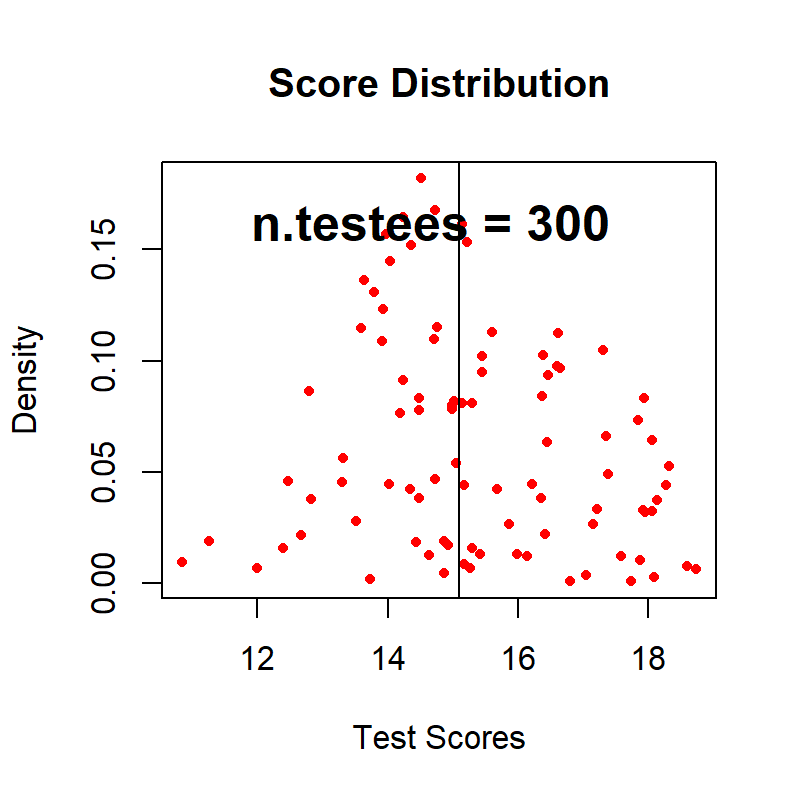 Score Distribution
n.testees = 300
Density
0.15
0.10
0.05
0.00
12 14 16 18
Test Scores